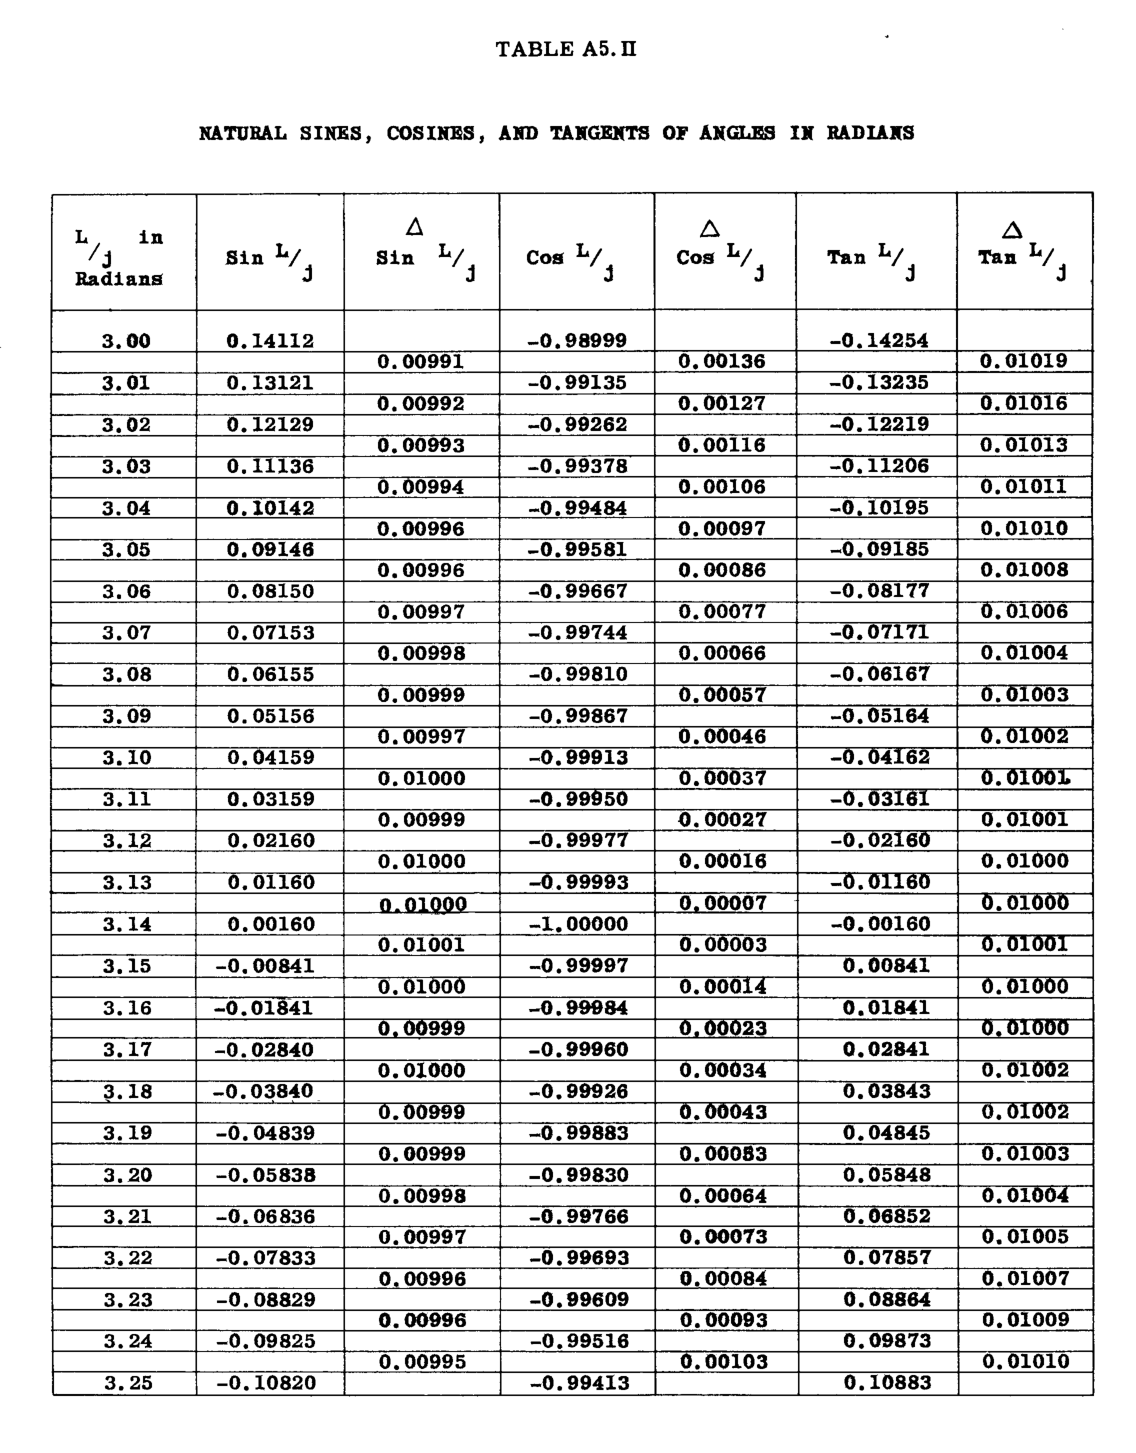 TABLE A5.II
NATURAL SINES, COSINES, AND TANGENTS OF ANGLES IN RADIANS
L/j in Radians Sin L/j Δ Sin L/j Cos L/j Δ Cos L/j Tan L/j Δ Tan L/j
3.00 0.14112 -0.98999 -0.14254
0.00991 0.00136 0.01019
3.01 0.13121 -0.99135 -0.13235
0.00992 0.00127 0.01016
3.02 0.12129 -0.99262 -0.12219
0.00993 0.00116 0.01013
3.03 0.11136 -0.99378 -0.11206
0.00994 0.00106 0.01011
3.04 0.10142 -0.99484 -0.10195
0.00996 0.00097 0.01010
3.05 0.09146 -0.99581 -0.09185
0.00996 0.00086 0.01008
3.06 0.08150 -0.99667 -0.08177
0.00997 0.00077 0.01006
3.07 0.07153 -0.99744 -0.07171
0.00998 0.00066 0.01004
3.08 0.06155 -0.99810 -0.06167
0.00999 0.00057 0.01003
3.09 0.05156 -0.99867 -0.05164
0.00997 0.00046 0.01002
3.10 0.04159 -0.99913 -0.04162
0.01000 0.00037 0.01001
3.11 0.03159 -0.99950 -0.03161
0.00999 0.00027 0.01001
3.12 0.02160 -0.99977 -0.02160
0.01000 0.00016 0.01000
3.13 0.01160 -0.99993 -0.01160
0.01000 0.00007 0.01000
3.14 0.00160 -1.00000 -0.00160
0.01001 0.00003 0.01001
3.15 -0.00841 -0.99997 0.00841
0.01000 0.00014 0.01000
3.16 -0.01841 -0.99984 0.01841
0.00999 0.00023 0.01000
3.17 -0.02840 -0.99960 0.02841
0.01000 0.00034 0.01002
3.18 -0.03840 -0.99926 0.03843
0.00999 0.00043 0.01002
3.19 -0.04839 -0.99883 0.04845
0.00999 0.00053 0.01003
3.20 -0.05838 -0.99830 0.05848
0.00998 0.00064 0.01004
3.21 -0.06836 -0.99766 0.06852
0.00997 0.00073 0.01005
3.22 -0.07833 -0.99693 0.07857
0.00996 0.00084 0.01007
3.23 -0.08829 -0.99609 0.08864
0.00996 0.00093 0.01009
3.24 -0.09825 -0.99516 0.09873
0.00995 0.00103 0.01010
3.25 -0.10820 -0.99413 0.10883